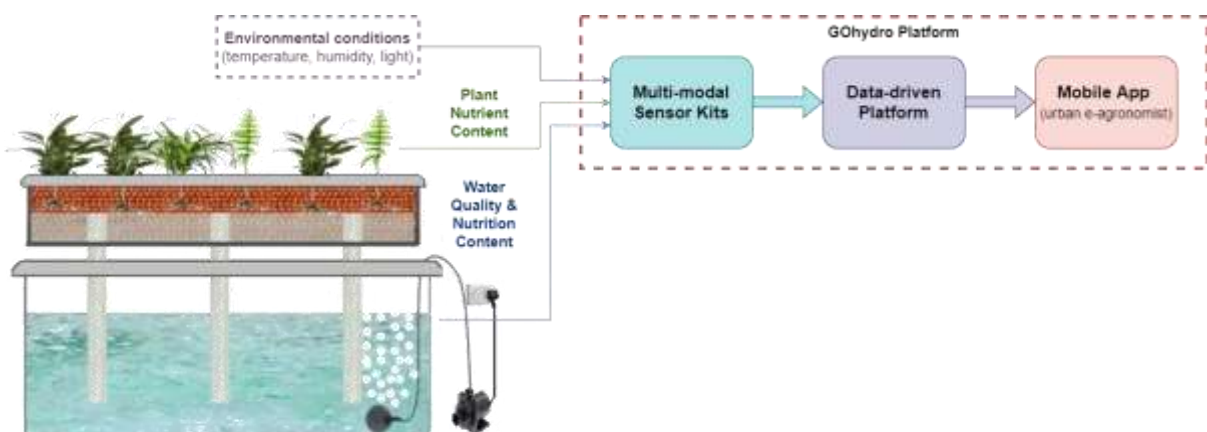 Environmental conditions
(temperature, humidity, light)
Plant
Nutrient
Content
Water
Quality &
Nutrition
Content
GOhydro Platform
Multi-modal
Sensor Kits
Data-driven
Platform
Mobile App
(urban e-agronomist)